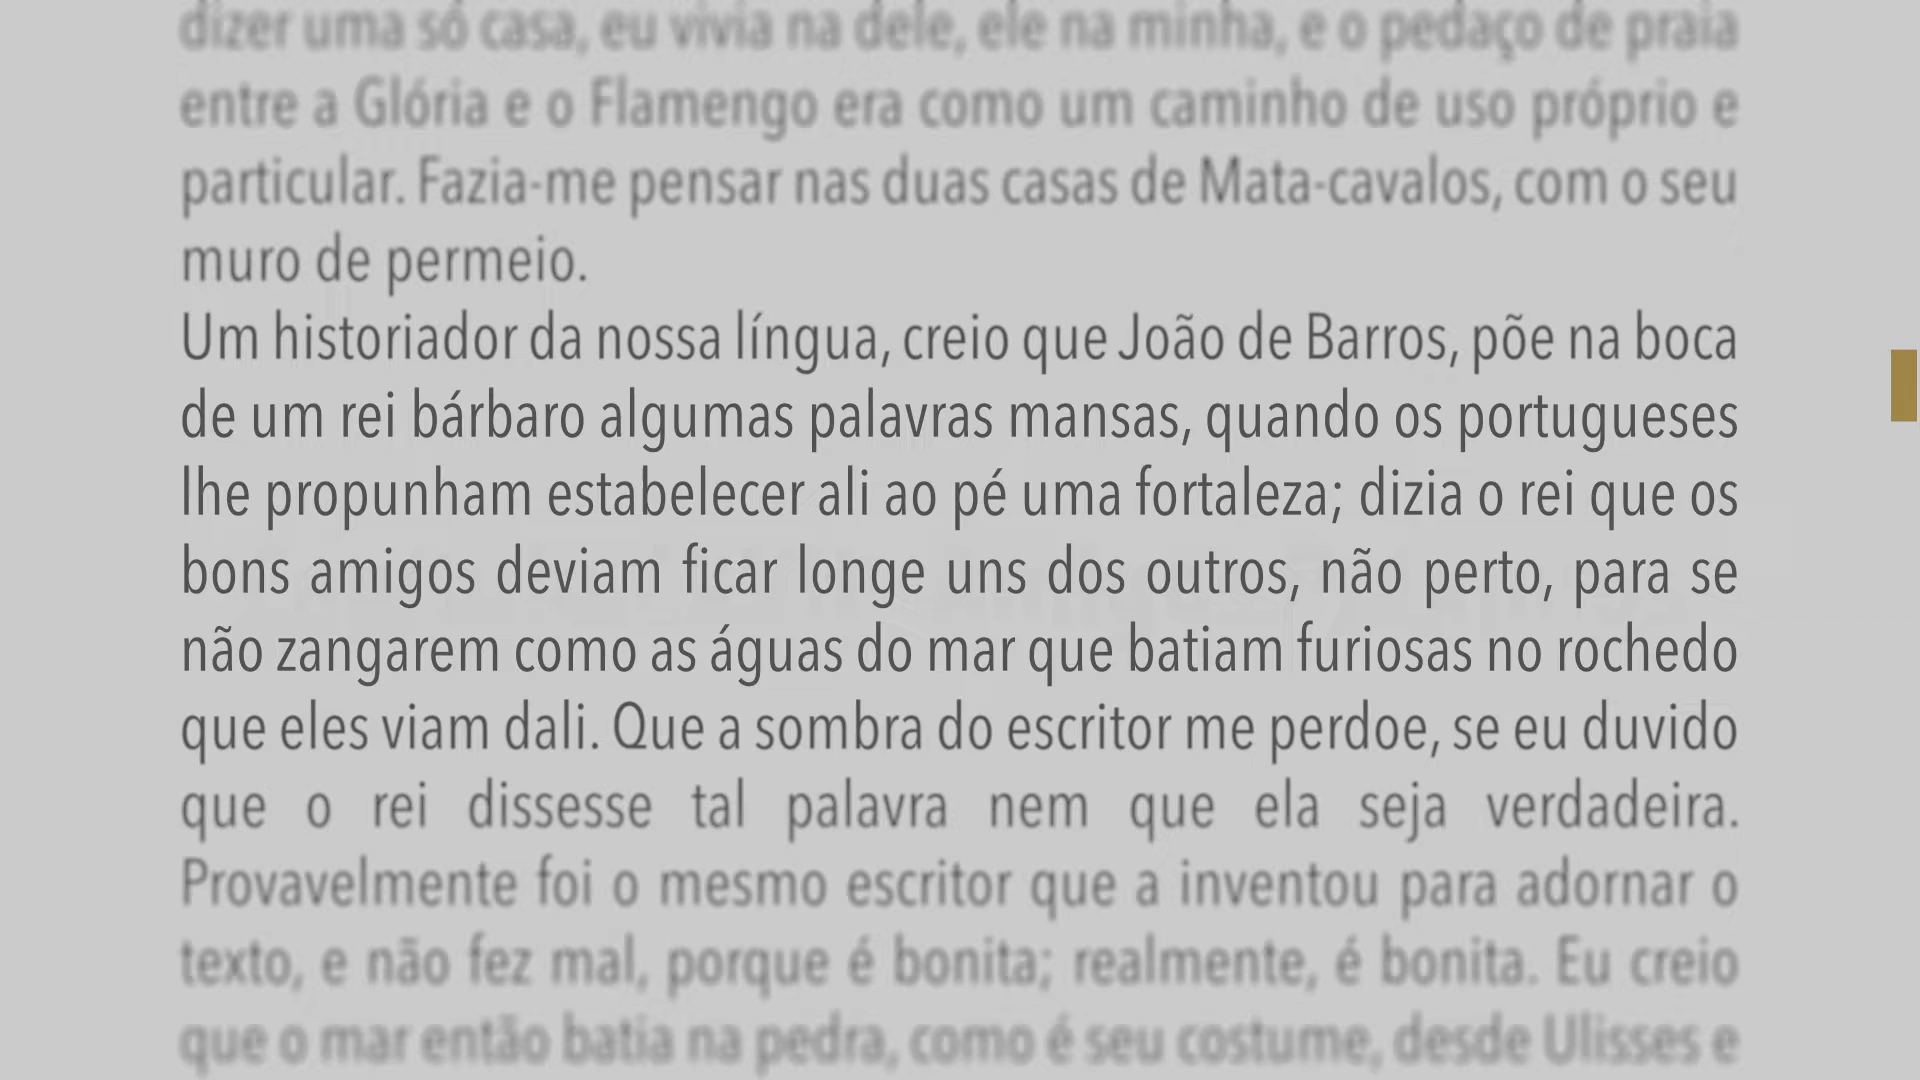 dizer uma só casa, eu vivia na dele, ele na minha, e o pedaço de praia
entre a Glória e o Flamengo era como um caminho de uso próprio e
particular. Fazia-me pensar nas duas casas de Mata-cavalos, com o seu
muro de permeio.
Um historiador da nossa língua, creio que João de Barros, põe na boca
de um rei bárbaro algumas palavras mansas, quando os portugueses
lhe propunham estabelecer ali ao pé uma fortaleza; dizia o rei que os
bons amigos deviam ficar longe uns dos outros, não perto, para se
não zangarem como as águas do mar que batiam furiosas no rochedo
que eles viam dali. Que a sombra do escritor me perdoe, se eu duvido
que o rei dissesse tal palavra nem que ela seja verdadeira.
Provavelmente foi o mesmo escritor que a inventou para adornar o
texto, e não fez mal, porque é bonita; realmente, é bonita. Eu creio
que o mar então batia na pedra, como é seu costume, desde Ulisses e